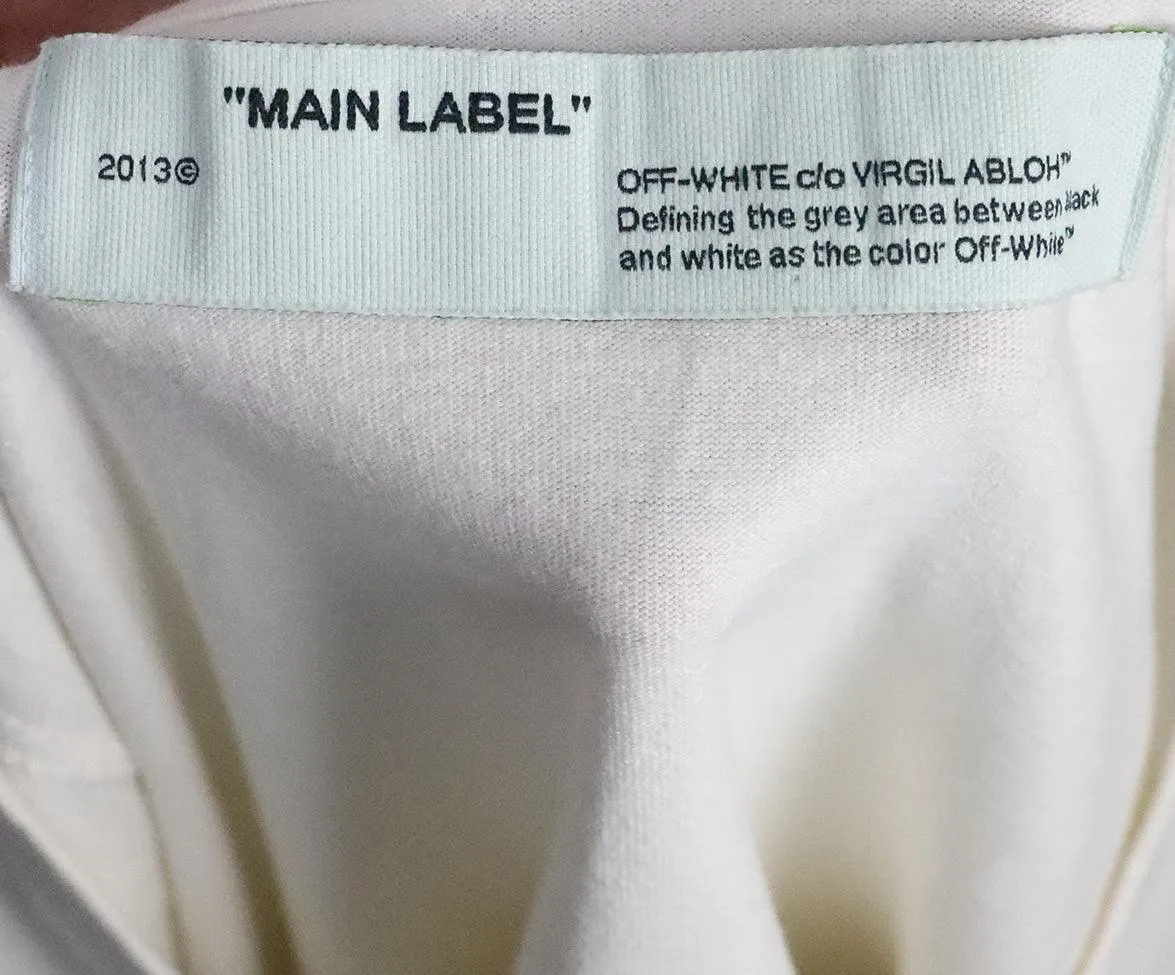 "MAIN LABEL"
2013©
OFF-WHITE c/o VIRGIL ABLOH™
Defining the grey area between black
and white as the color Off-White™